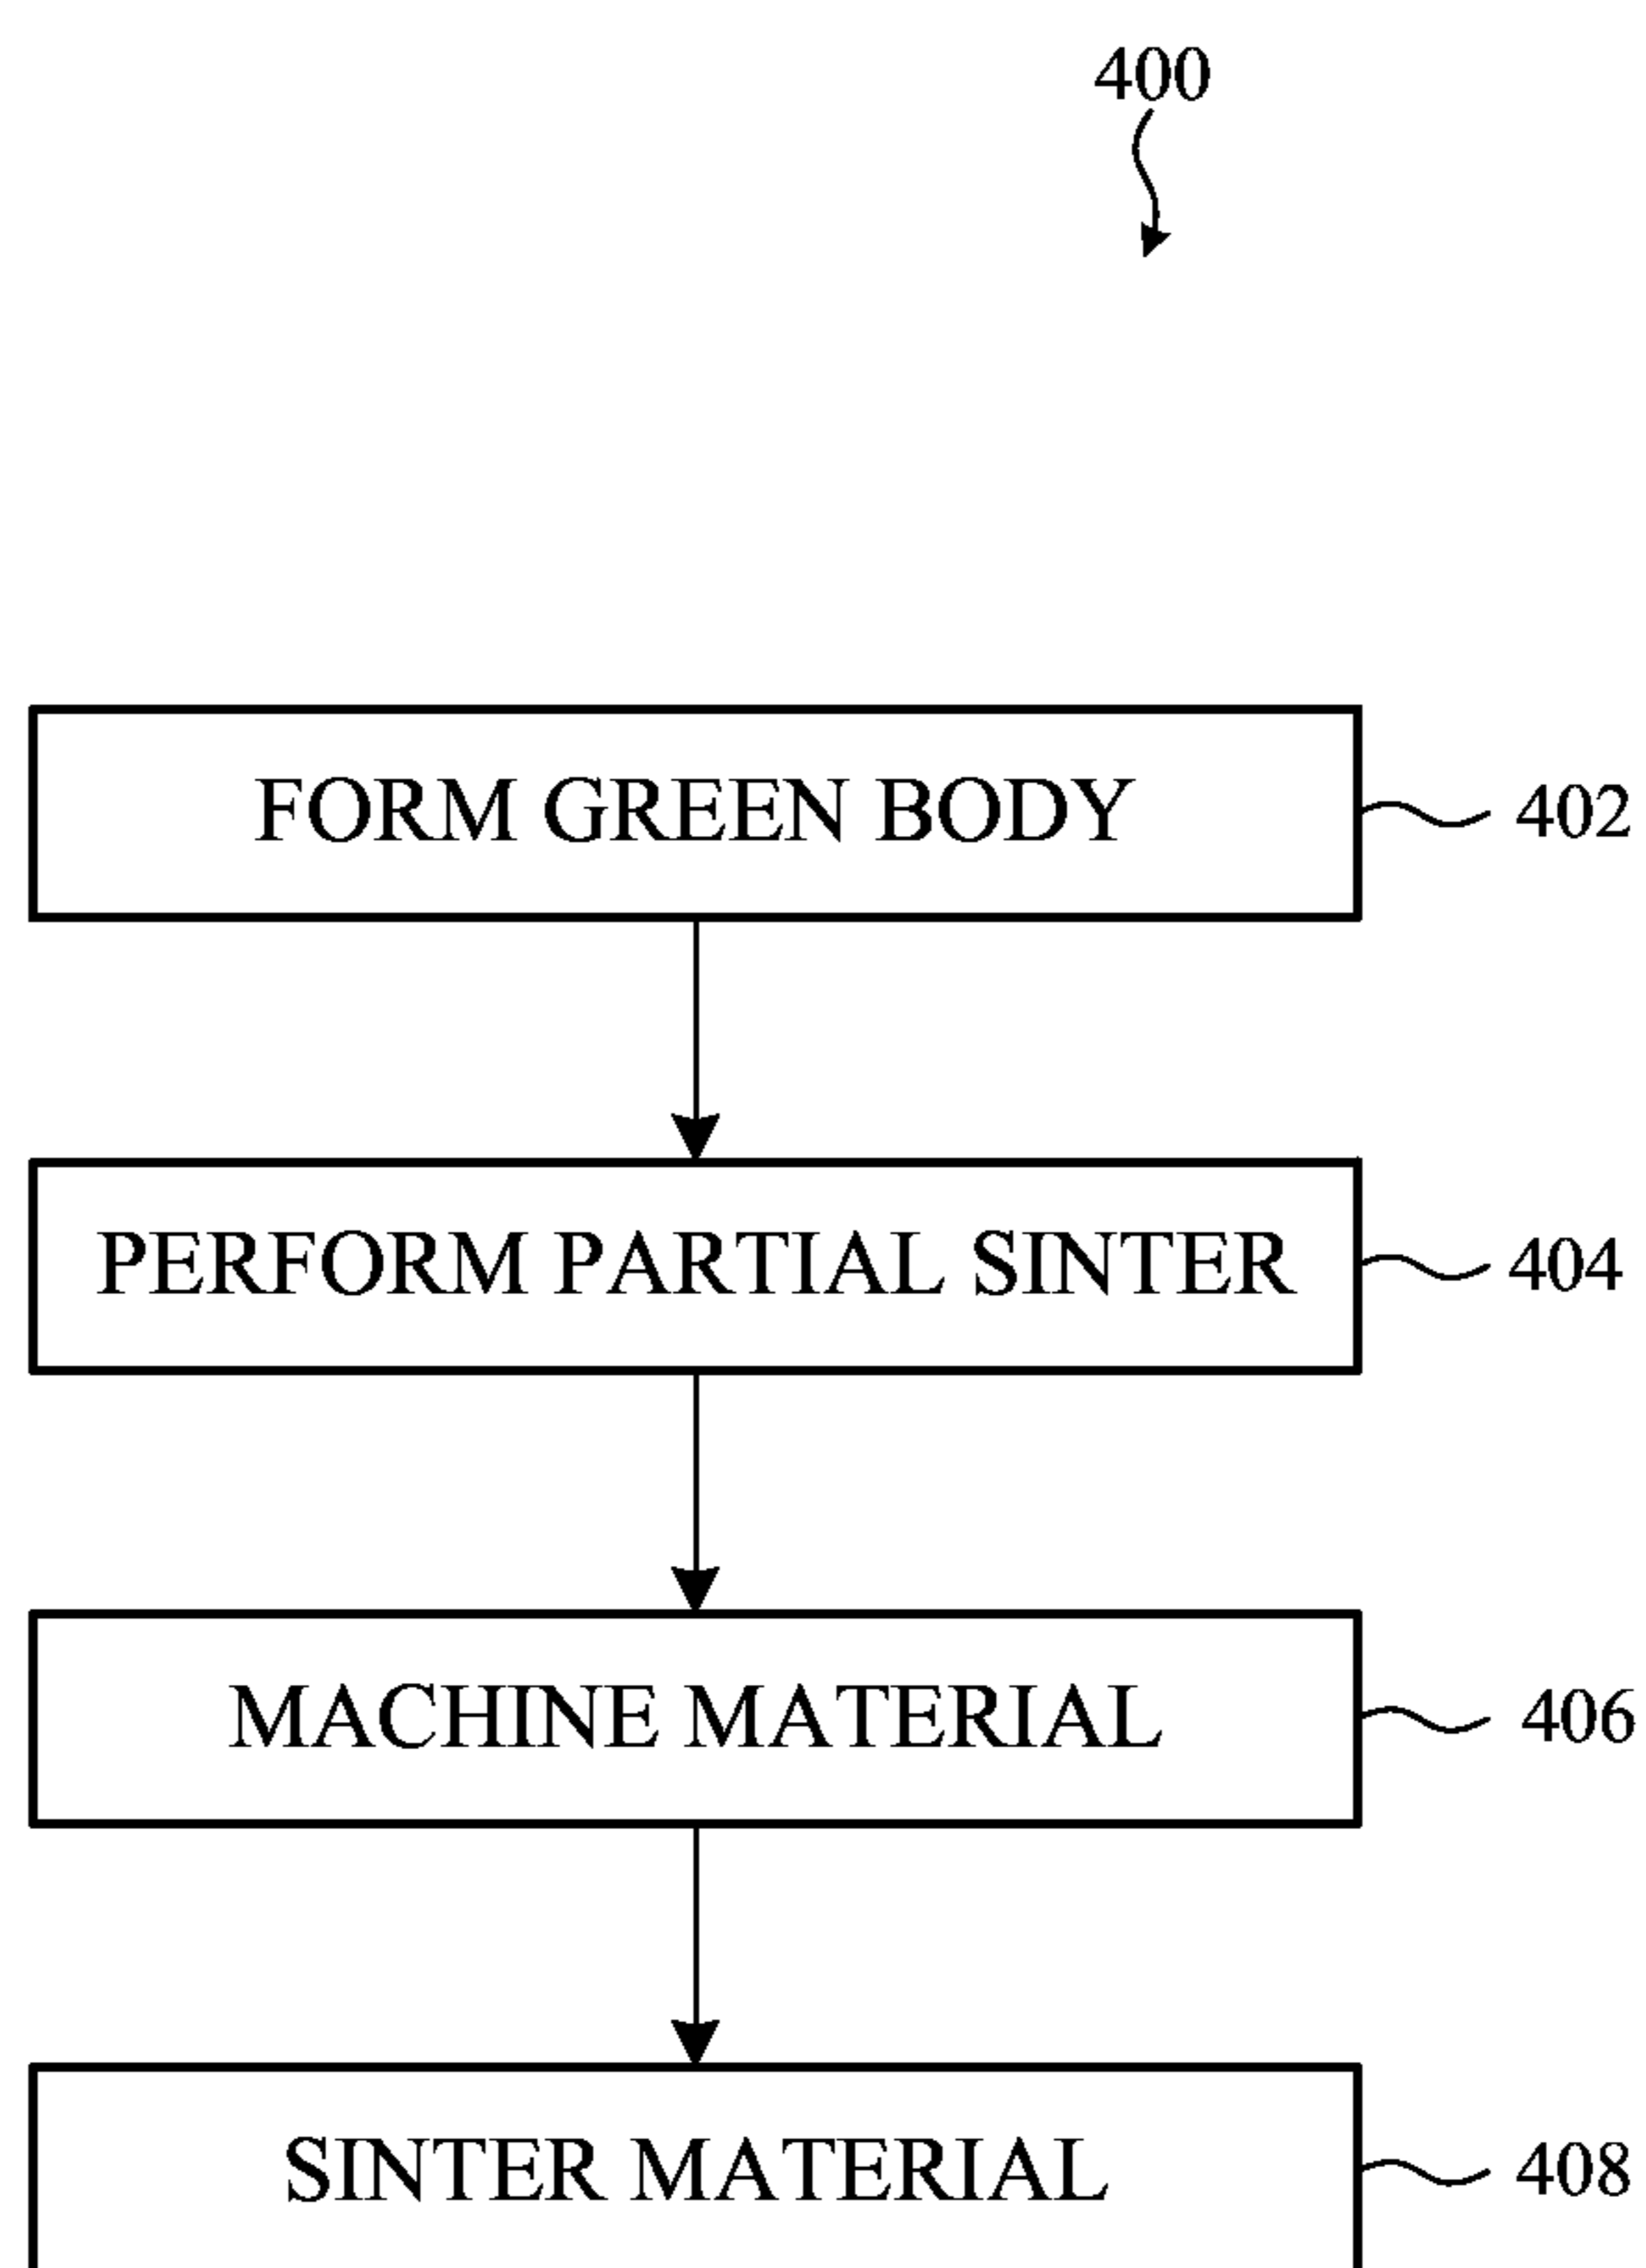 400
FORM GREEN BODY
402
PERFORM PARTIAL SINTER
404
MACHINE MATERIAL
406
SINTER MATERIAL
408